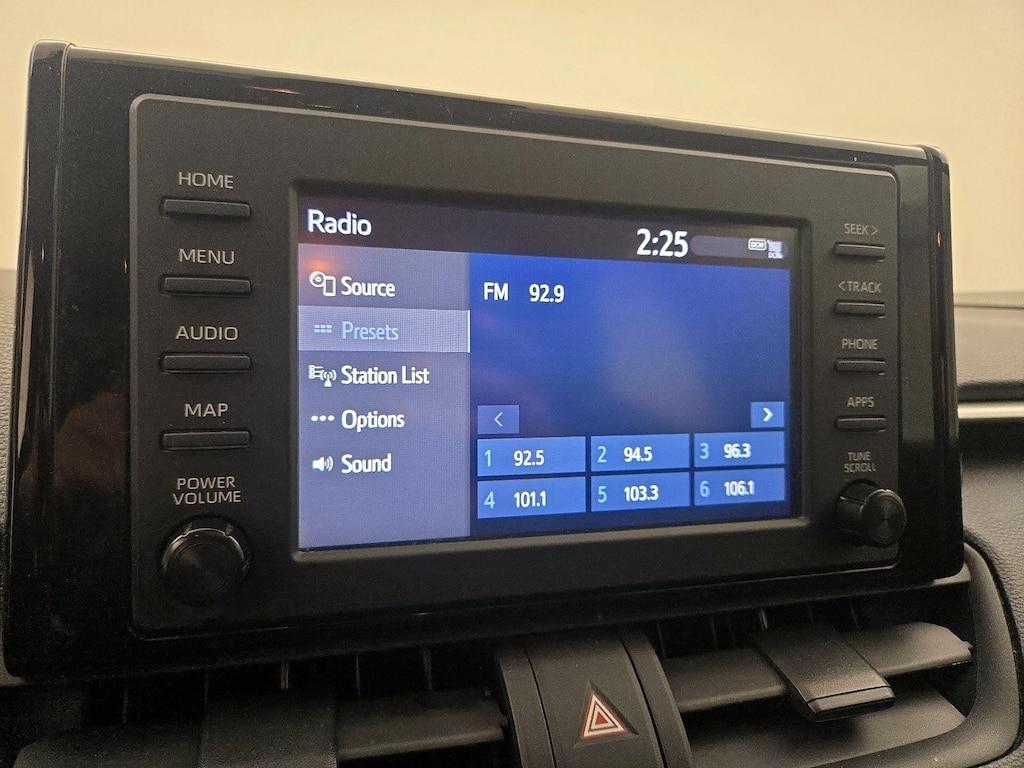 HOME
MENU
AUDIO
MAP
POWER
VOLUME
Radio
2:25
DCM
DCM
Source
Presets
Station List
Options
Sound
FM 92.9
<
>
1 92.5
2 94.5
3 96.3
4 101.1
5 103.3
6 106.1
SEEK >
< TRACK
PHONE
APPS
TUNE
SCROLL